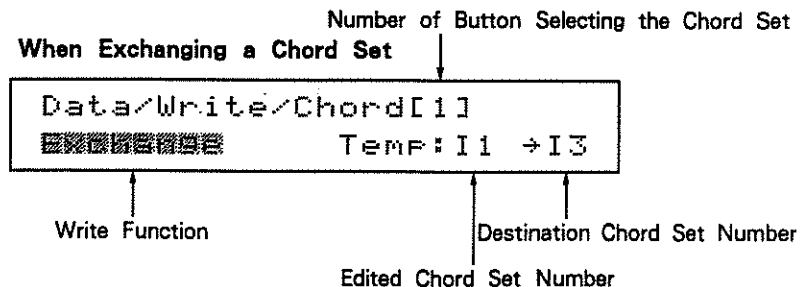 Number of Button Selecting the Chord Set
When Exchanging a Chord Set
Data/Write/Chord[1]
Exchange Temp:I1 →I3
Write Function
Destination Chord Set Number
Edited Chord Set Number